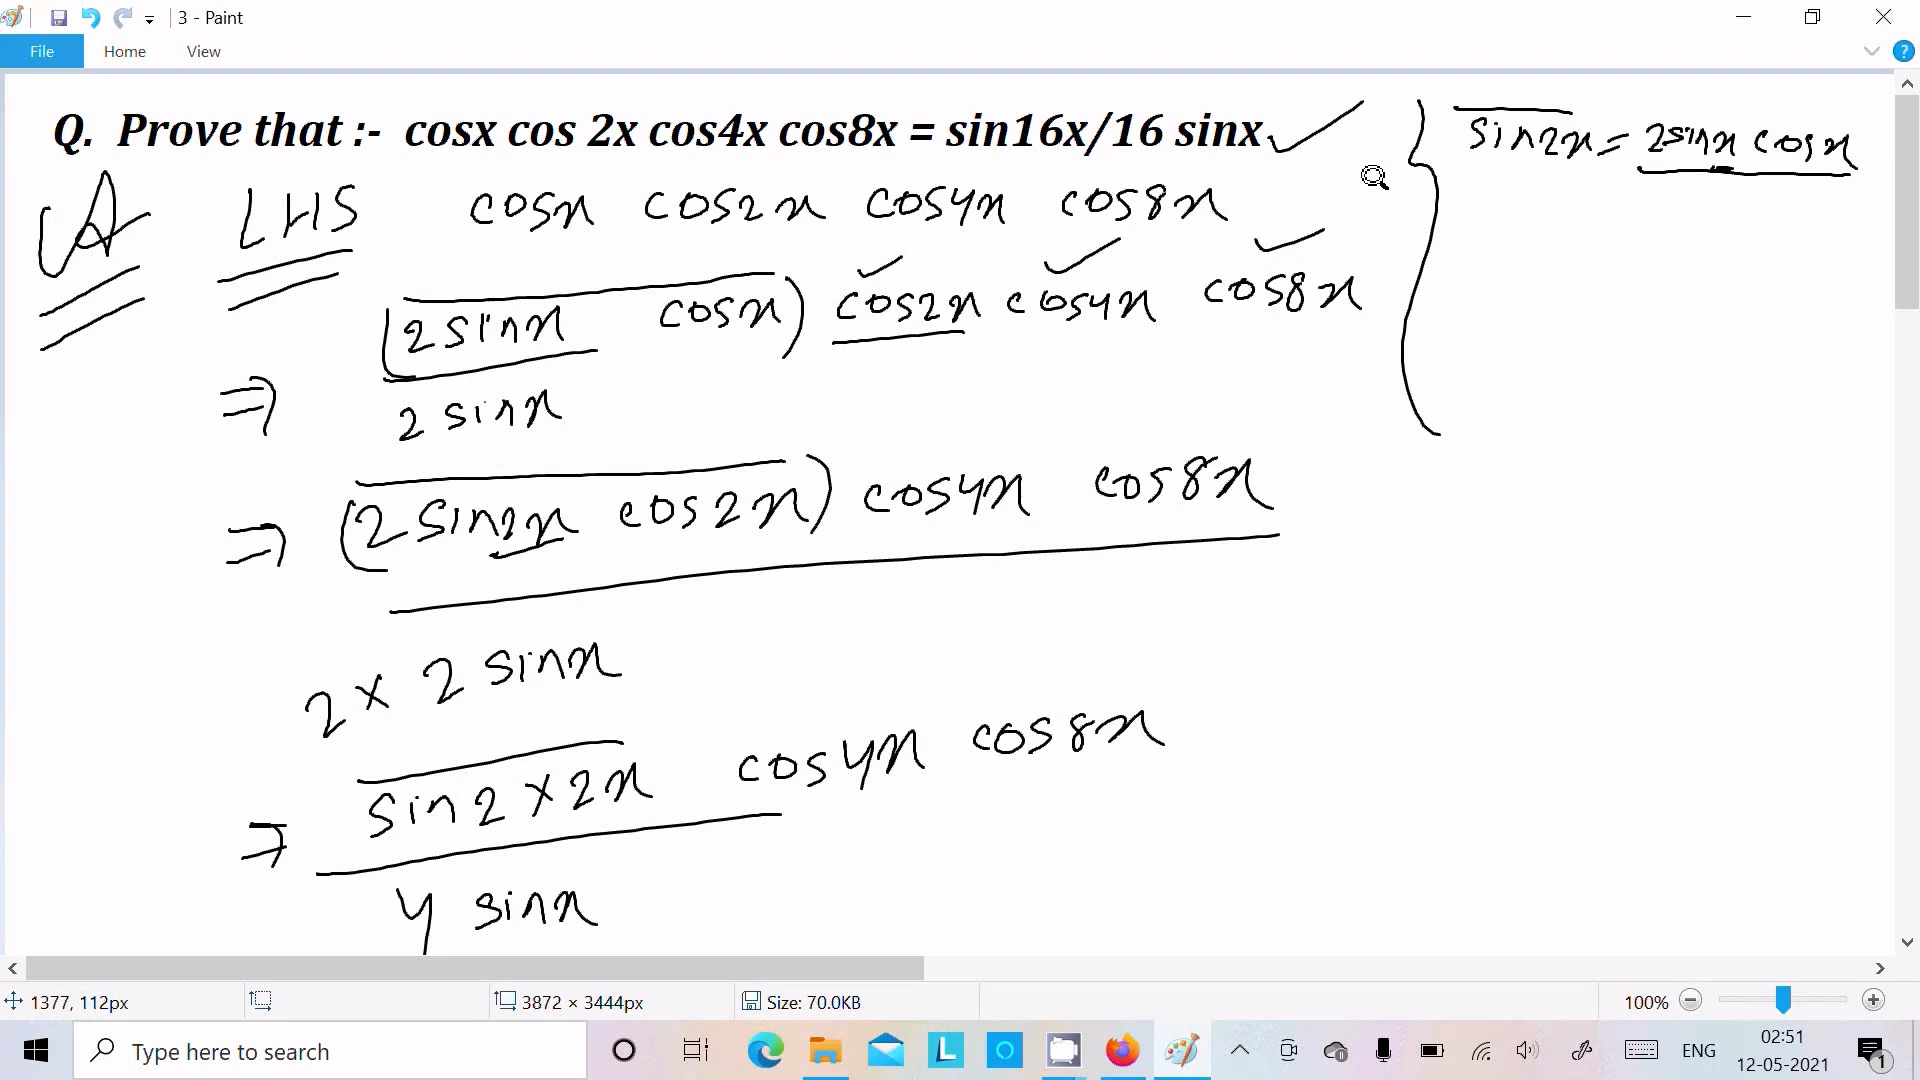 3 - Paint
File Home View
Q. Prove that :- cosx cos 2x cos4x cos8x = sin16x/16 sinx
sin2x = 2sinx cosx
A LHS cosx cos2x cos4x cos8x
(2 sinx cosx) cos2x cos4x cos8x
⇒
2 sinx
⇒ (2 sin2x cos2x) cos4x cos8x
2 × 2 sinx
⇒ sin2×2x cos4x cos8x
4 sinx
1377, 112px 3872 × 3444px Size: 70.0KB 100%
Type here to search ENG 02:51
12-05-2021 1